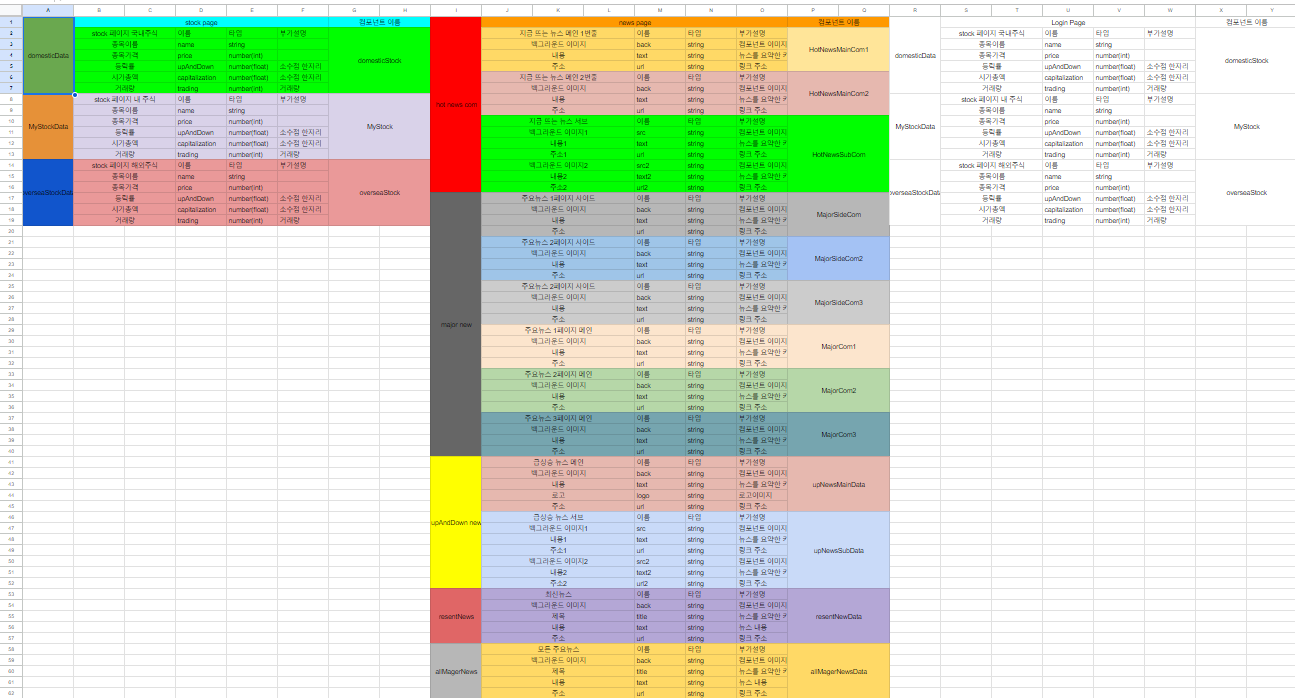 A B C D E F G H I J K L M N O P Q R S T U V W X Y
1 stock page 컴포넌트 이름 news page 컴포넌트 이름 Login Page 컴포넌트 이름
2 stock 페이지 국내주식 이름 타입 부가설명 지금 뜨는 뉴스 메인 1번쭐 이름 타입 부가설명 stock 페이지 국내주식 이름 타입 부가설명
3 종목이름 name string 백그라운드 이미지 back string 컴포넌트 이미지 종목이름 name string
4 종목가격 price number(int) 내용 text string 뉴스를 요약한 종목가격 price number(int)
5 등락률 upAndDown number(float) 소수점 한자리 주소 url string 링크 주소 등락률 upAndDown number(float) 소수점 한자리
6 시가총액 capitalization number(float) 소수점 한자리 지금 뜨는 뉴스 메인 2번쭐 이름 타입 부가설명 시가총액 capitalization number(float) 소수점 한자리
7 거래량 trading number(int) 거래량 백그라운드 이미지 back string 컴포넌트 이미지 거래량 trading number(int) 거래량
domesticData domesticStock HotNewsMainCom1 domesticData domesticStock
8 stock 페이지 내 주식 이름 타입 부가설명 내용 text string 뉴스를 요약한 stock 페이지 내 주식 이름 타입 부가설명
9 종목이름 name string 주소 url string 링크 주소 종목이름 name string
hot news com HotNewsMainCom2
10 종목가격 price number(int) 지금 뜨는 뉴스 서브 이름 타입 부가설명 종목가격 price number(int)
11 등락률 upAndDown number(float) 소수점 한자리 백그라운드 이미지1 src string 컴포넌트 이미지 등락률 upAndDown number(float) 소수점 한자리
12 시가총액 capitalization number(float) 소수점 한자리 내용1 text string 뉴스를 요약한 시가총액 capitalization number(float) 소수점 한자리
13 거래량 trading number(int) 거래량 주소1 url string 링크 주소 거래량 trading number(int) 거래량
MyStockData MyStock HotNewsSubCom MyStockData MyStock
14 stock 페이지 해외주식 이름 타입 부가설명 백그라운드 이미지2 src2 string 컴포넌트 이미지 stock 페이지 해외주식 이름 타입 부가설명
15 종목이름 name string 내용2 text2 string 뉴스를 요약한 종목이름 name string
16 종목가격 price number(int) 주소2 url2 string 링크 주소 종목가격 price number(int)
17 등락률 upAndDown number(float) 소수점 한자리 주요뉴스 1페이지 사이드 이름 타입 부가설명 등락률 upAndDown number(float) 소수점 한자리
18 시가총액 capitalization number(float) 소수점 한자리 백그라운드 이미지 back string 컴포넌트 이미지 시가총액 capitalization number(float) 소수점 한자리
19 거래량 trading number(int) 거래량 내용 text string 뉴스를 요약한 거래량 trading number(int) 거래량
verseaStockData overseaStock MajorSideCom verseaStockData overseaStock
20 주소 url string 링크 주소
21 주요뉴스 2페이지 사이드 이름 타입 부가설명
22 백그라운드 이미지 back string 컴포넌트 이미지
23 내용 text string 뉴스를 요약한
24 주소 url string 링크 주소
MajorSideCom2
25 주요뉴스 2페이지 사이드 이름 타입 부가설명
26 백그라운드 이미지 back string 컴포넌트 이미지
27 내용 text string 뉴스를 요약한
28 주소 url string 링크 주소
MajorSideCom3
major new
29 주요뉴스 1페이지 메인 이름 타입 부가설명
30 백그라운드 이미지 back string 컴포넌트 이미지
31 내용 text string 뉴스를 요약한
32 주소 url string 링크 주소
MajorCom1
33 주요뉴스 2페이지 메인 이름 타입 부가설명
34 백그라운드 이미지 back string 컴포넌트 이미지
35 내용 text string 뉴스를 요약한
36 주소 url string 링크 주소
MajorCom2
37 주요뉴스 3페이지 메인 이름 타입 부가설명
38 백그라운드 이미지 back string 컴포넌트 이미지
39 내용 text string 뉴스를 요약한
40 주소 url string 링크 주소
MajorCom3
41 급상승 뉴스 메인 이름 타입 부가설명
42 백그라운드 이미지 back string 컴포넌트 이미지
43 내용 text string 뉴스를 요약한
44 로고 logo string 로고이미지
45 주소 url string 링크 주소
upNewsMainData
upAndDown new
46 급상승 뉴스 서브 이름 타입 부가설명
47 백그라운드 이미지1 src string 컴포넌트 이미지
48 내용1 text string 뉴스를 요약한
49 주소1 url string 링크 주소
50 백그라운드 이미지2 src2 string 컴포넌트 이미지
51 내용2 text2 string 뉴스를 요약한
52 주소2 url2 string 링크 주소
upNewsSubData
53 최신뉴스 이름 타입 부가설명
54 백그라운드 이미지 back string 컴포넌트 이미지
55 제목 title string 뉴스를 요약한
56 내용 text string 뉴스 내용
57 주소 url string 링크 주소
resentNews resentNewData
58 모든 주요뉴스 이름 타입 부가설명
59 백그라운드 이미지 back string 컴포넌트 이미지
60 제목 title string 뉴스를 요약한
61 내용 text string 뉴스 내용
62 주소 url string 링크 주소
allMagerNews allMagerNewsData